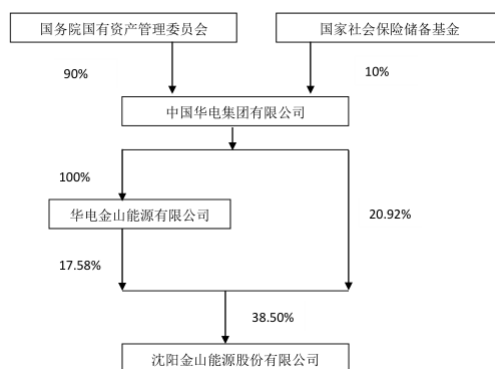 国务院国有资产管理委员会
国家社会保险储备基金
90%
10%
中国华电集团有限公司
100%
华电金山能源有限公司
20.92%
17.58%
38.50%
沈阳金山能源股份有限公司